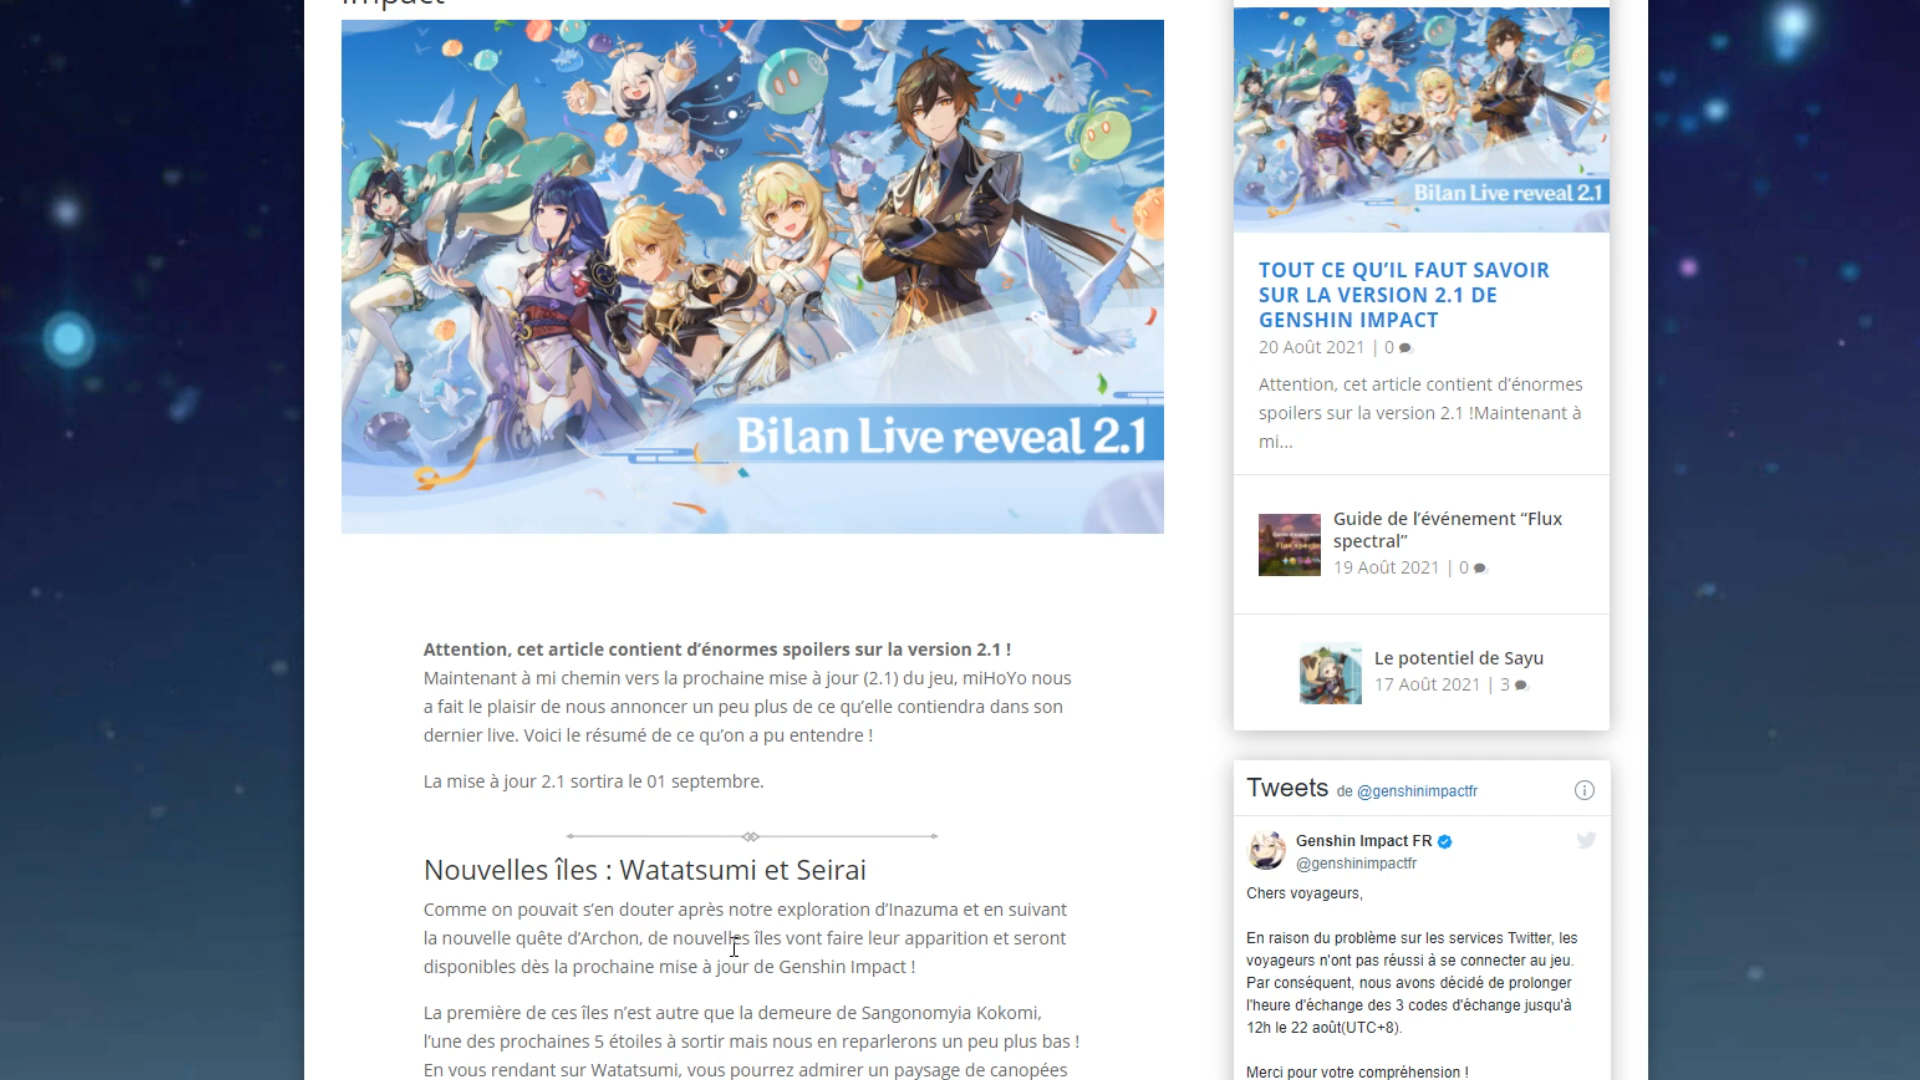 Impact
Bilan Live reveal 2.1
Attention, cet article contient d’énormes spoilers sur la version 2.1 !
Maintenant à mi chemin vers la prochaine mise à jour (2.1) du jeu, miHoYo nous
a fait le plaisir de nous annoncer un peu plus de ce qu’elle contiendra dans son
dernier live. Voici le résumé de ce qu’on a pu entendre !
La mise à jour 2.1 sortira le 01 septembre.
Nouvelles îles : Watatsumi et Seirai
Comme on pouvait s’en douter après notre exploration d’Inazuma et en suivant
la nouvelle quête d’Archon, de nouvelles îles vont faire leur apparition et seront
disponibles dès la prochaine mise à jour de Genshin Impact !
La première de ces îles n’est autre que la demeure de Sangonomyia Kokomi,
l’une des prochaines 5 étoiles à sortir mais nous en reparlerons un peu plus bas !
En vous rendant sur Watatsumi, vous pourrez admirer un paysage de canopées
Bilan Live reveal 2.1
TOUT CE QU’IL FAUT SAVOIR
SUR LA VERSION 2.1 DE
GENSHIN IMPACT
20 Août 2021 | 0
Attention, cet article contient d’énormes
spoilers sur la version 2.1 !Maintenant à
mi...
Guide de l’événement “Flux
spectral”
19 Août 2021 | 0
Le potentiel de Sayu
17 Août 2021 | 3
Tweets de @genshinimpactfr
Genshin Impact FR
@genshinimpactfr
Chers voyageurs,
En raison du problème sur les services Twitter, les
voyageurs n'ont pas réussi à se connecter au jeu.
Par conséquent, nous avons décidé de prolonger
l'heure d'échange des 3 codes d'échange jusqu'à
12h le 22 août(UTC+8).
Merci pour votre compréhension !